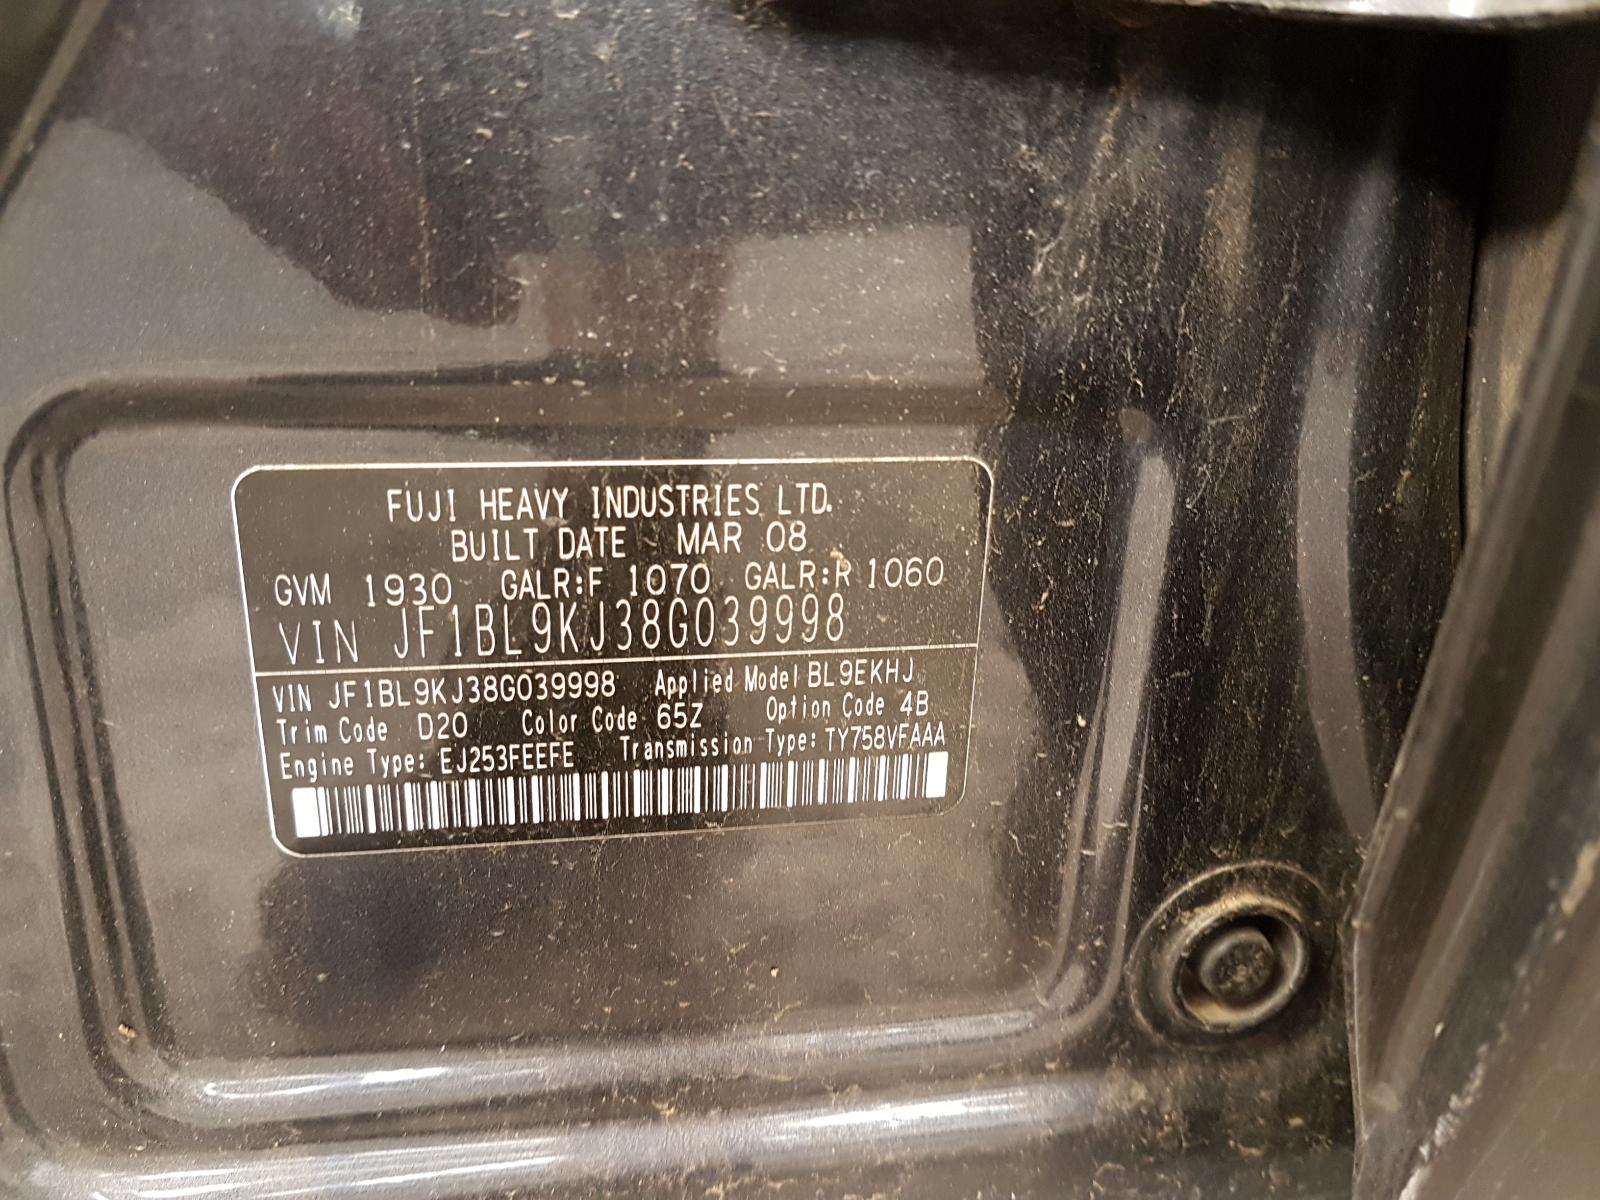 FUJI HEAVY INDUSTRIES LTD.
BUILT DATE MAR 08
GVM 1930 GALR:F 1070 GALR:R 1060
VIN JF1BL9KJ38G039998
VIN JF1BL9KJ38G039998 Applied Model BL9EKHJ
Trim Code D20 Color Code 65Z Option Code 4B
Engine Type: EJ253FEEFE Transmission Type: TY758VFAAA